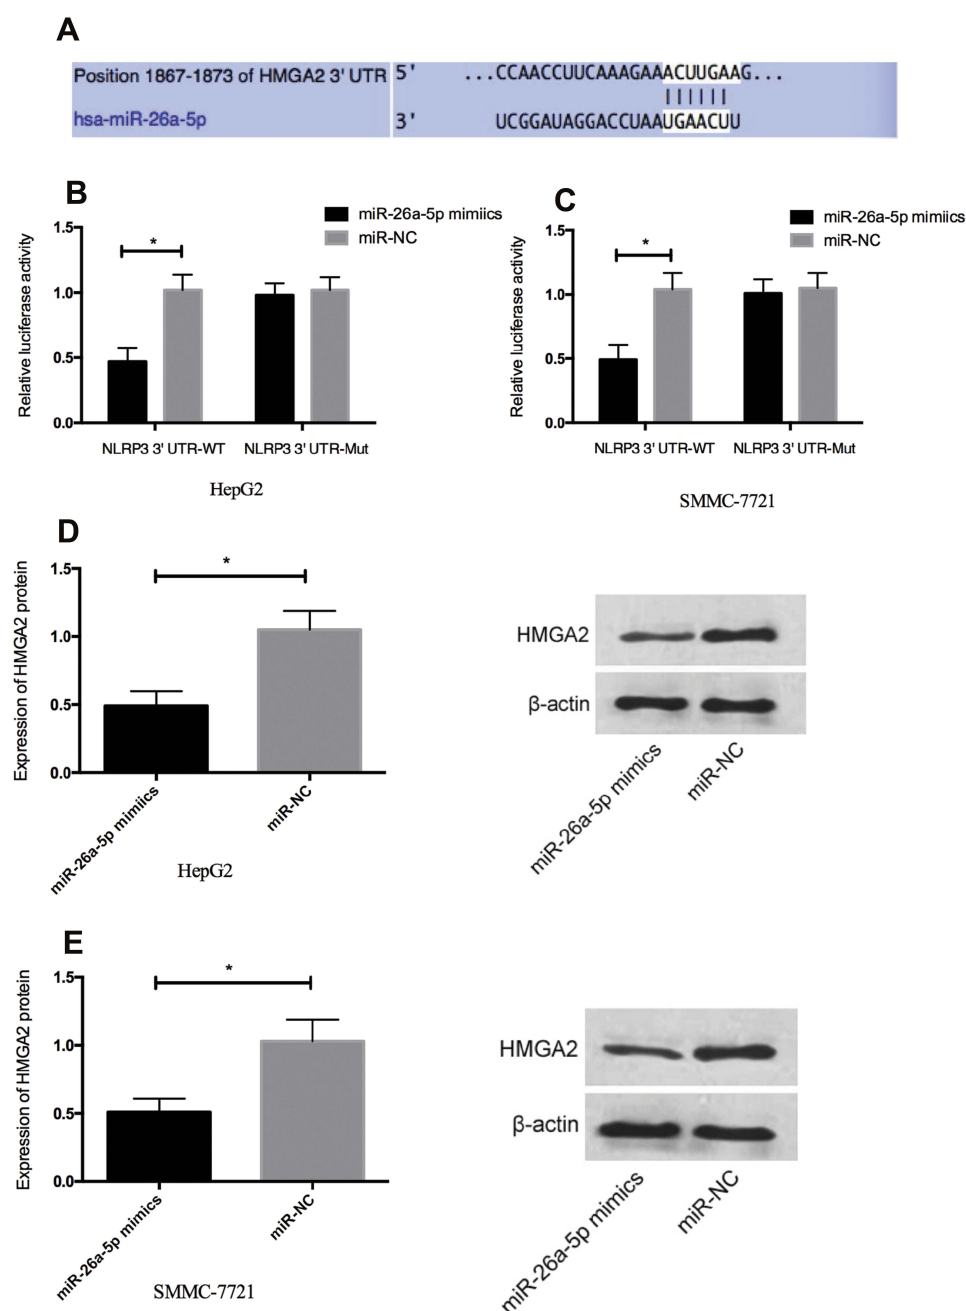 A
Position 1867-1873 of HMGA2 3' UTR 5' ...CCAACCUUCAAAGAAACUUGAAG...
hsa-miR-26a-5p 3' UCGGAUAGGACCUAAUGAACUU
B
miR-26a-5p mimiics
miR-NC
Relative luciferase activity
1.5
1.0
0.5
0.0
*
NLRP3 3' UTR-WT NLRP3 3' UTR-Mut
HepG2
C
miR-26a-5p mimiics
miR-NC
Relative luciferase activity
1.5
1.0
0.5
0.0
*
NLRP3 3' UTR-WT NLRP3 3' UTR-Mut
SMMC-7721
D
Expression of HMGA2 protein
1.5
1.0
0.5
0.0
*
miR-26a-5p mimiics
miR-NC
HepG2
HMGA2
β-actin
miR-26a-5p mimics
miR-NC
E
Expression of HMGA2 protein
1.5
1.0
0.5
0.0
*
miR-26a-5p mimics
miR-NC
SMMC-7721
HMGA2
β-actin
miR-26a-5p mimics
miR-NC